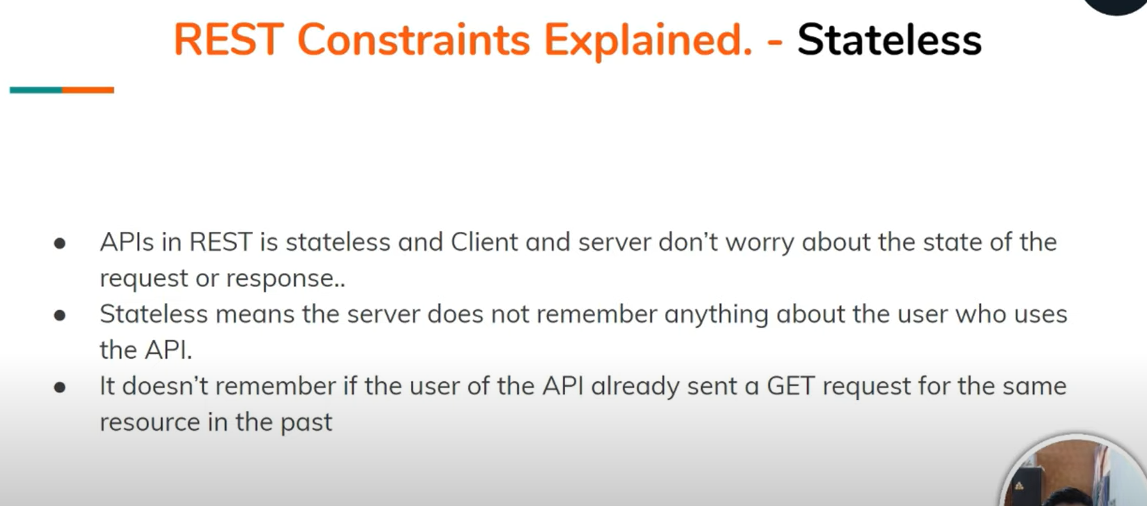 REST Constraints Explained. - Stateless
● APIs in REST is stateless and Client and server don't worry about the state of the
request or response..
● Stateless means the server does not remember anything about the user who uses
the API.
● It doesn't remember if the user of the API already sent a GET request for the same
resource in the past